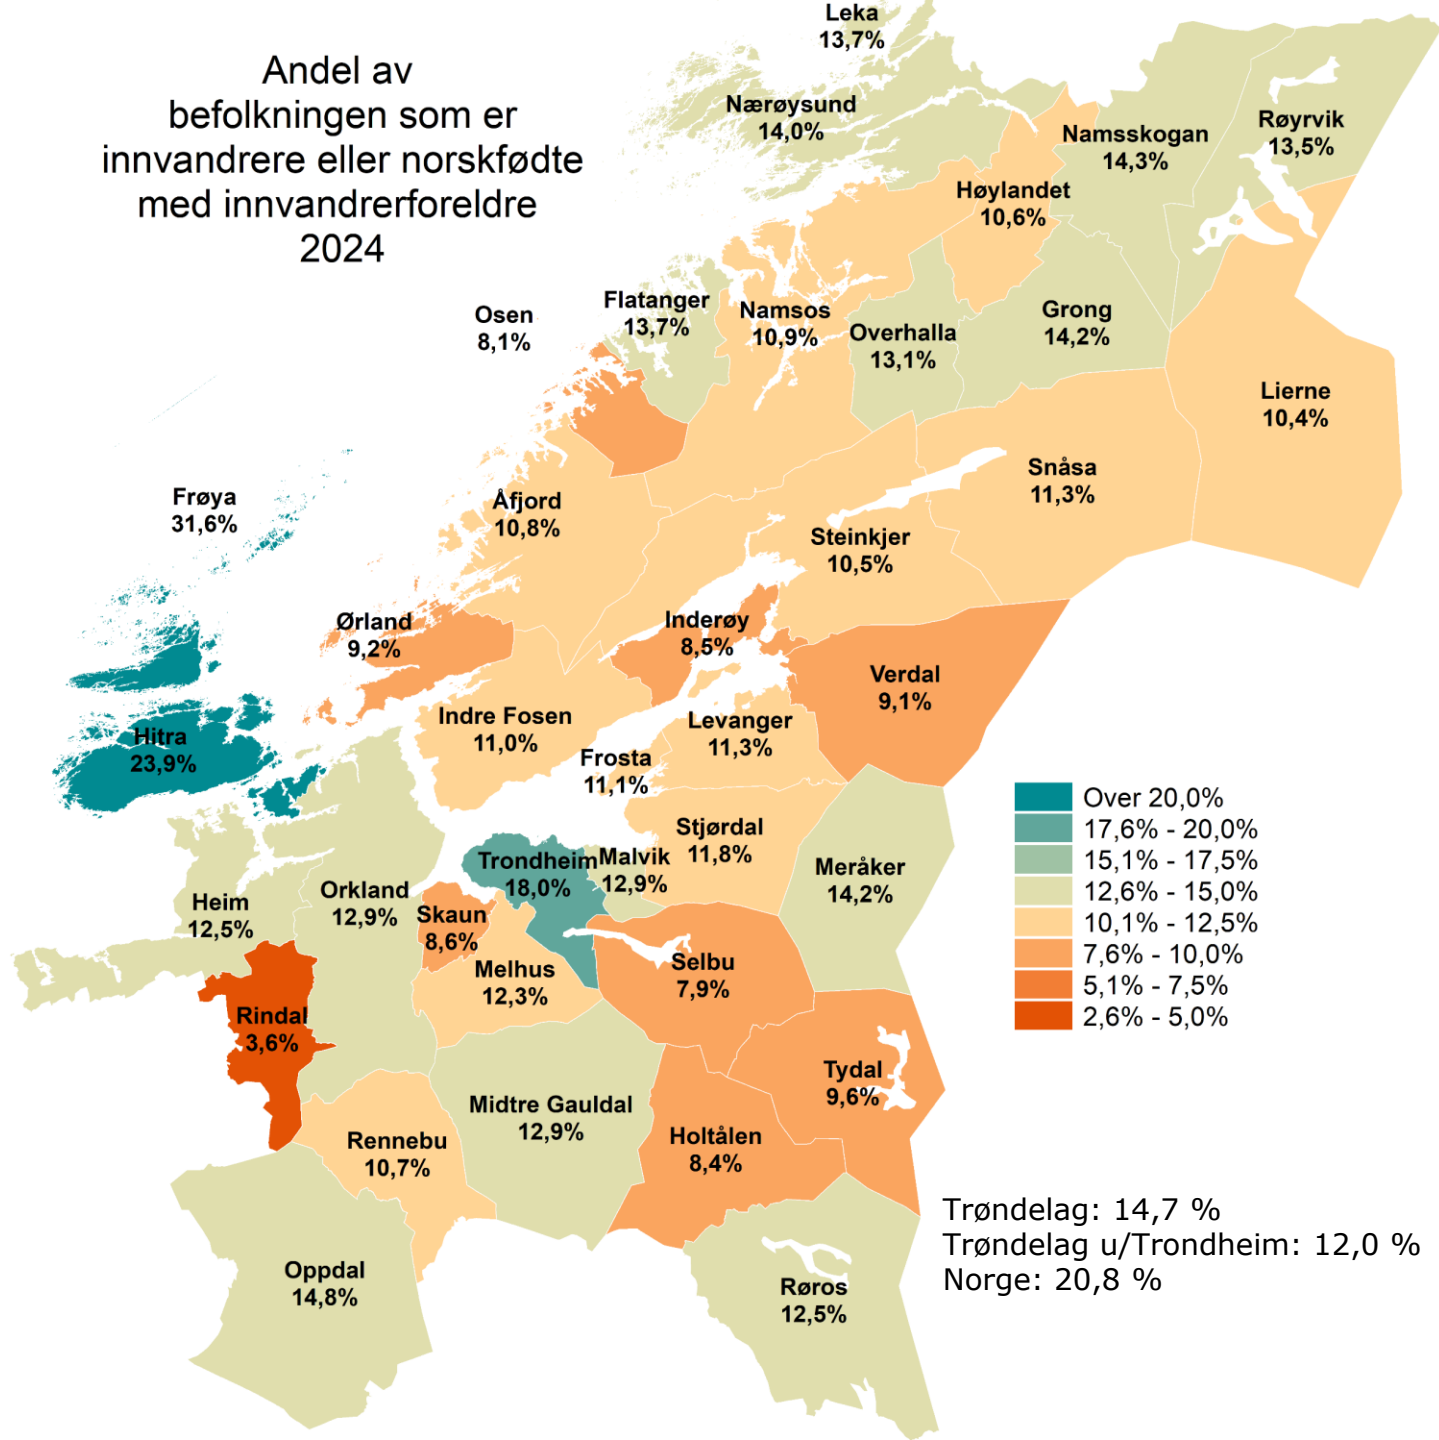 Andel av
befolkningen som er
innvandrere eller norskfødte
med innvandrerforeldre
2024
Leka
13,7%
Nærøysund
14,0%
Namsskogan
14,3%
Røyrvik
13,5%
Høylandet
10,6%
Osen
8,1%
Flatanger
13,7%
Namsos
10,9%
Overhalla
13,1%
Grong
14,2%
Lierne
10,4%
Frøya
31,6%
Åfjord
10,8%
Snåsa
11,3%
Steinkjer
10,5%
Ørland
9,2%
Inderøy
8,5%
Verdal
9,1%
Hitra
23,9%
Indre Fosen
11,0%
Levanger
11,3%
Frosta
11,1%
Stjørdal
11,8%
Trondheim
18,0%
Malvik
12,9%
Meråker
14,2%
Heim
12,5%
Orkland
12,9%
Skaun
8,6%
Melhus
12,3%
Selbu
7,9%
Rindal
3,6%
Tydal
9,6%
Midtre Gauldal
12,9%
Rennebu
10,7%
Holtålen
8,4%
Oppdal
14,8%
Røros
12,5%
Over 20,0%
17,6% - 20,0%
15,1% - 17,5%
12,6% - 15,0%
10,1% - 12,5%
7,6% - 10,0%
5,1% - 7,5%
2,6% - 5,0%
Trøndelag: 14,7 %
Trøndelag u/Trondheim: 12,0 %
Norge: 20,8 %